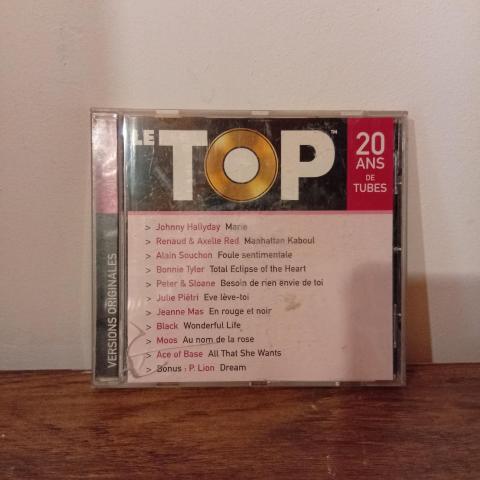 LE TOP™
20
ANS
DE
TUBES
> Johnny Hallyday Marie
> Renaud & Axelle Red Manhattan Kaboul
> Alain Souchon Foule sentimentale
> Bonnie Tyler Total Eclipse of the Heart
> Peter & Sloane Besoin de rien envie de toi
> Julie Piétri Eve lève-toi
> Jeanne Mas En rouge et noir
> Black Wonderful Life
> Moos Au nom de la rose
> Ace of Base All That She Wants
> Bonus : P. Lion Dream
VERSIONS ORIGINALES